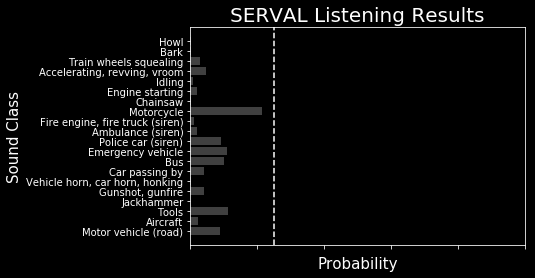 SERVAL Listening Results
Sound Class
Howl
Bark
Train wheels squealing
Accelerating, revving, vroom
Idling
Engine starting
Chainsaw
Motorcycle
Fire engine, fire truck (siren)
Ambulance (siren)
Police car (siren)
Emergency vehicle
Bus
Car passing by
Vehicle horn, car horn, honking
Gunshot, gunfire
Jackhammer
Tools
Aircraft
Motor vehicle (road)
Probability